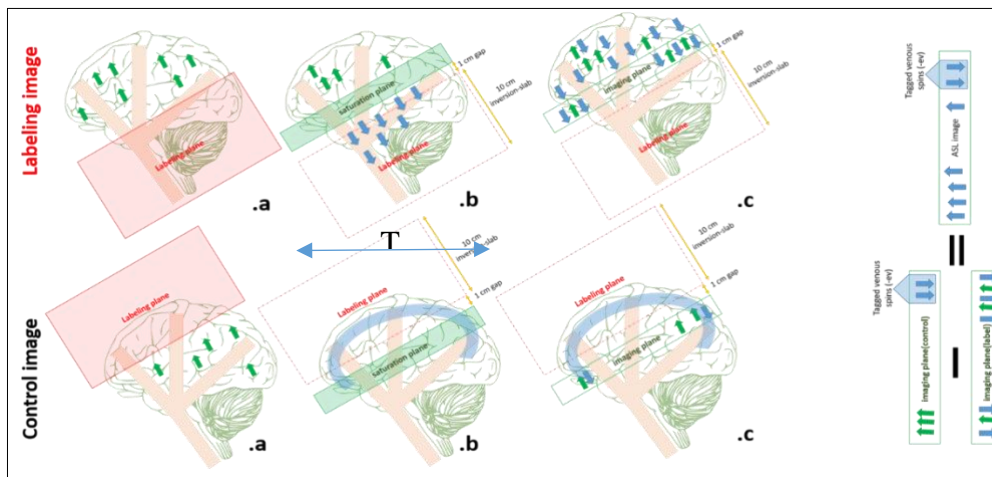 Labeling image
Labeling plane
.a
saturation plane
Labeling plane
1 cm gap
10 cm
inversion-slab
.b
imaging plane
Labeling plane
1 cm gap
10 cm
inversion-slab
.c
Tagged venous
spins (-ev)
ASL image
Control image
Labeling plane
.a
T
10 cm
inversion-slab
1 cm gap
Labeling plane
saturation plane
.b
10 cm
inversion-slab
1 cm gap
Labeling plane
imaging plane
.c
Tagged venous
spins (-ev)
imaging plane(control)
imaging plane(label)